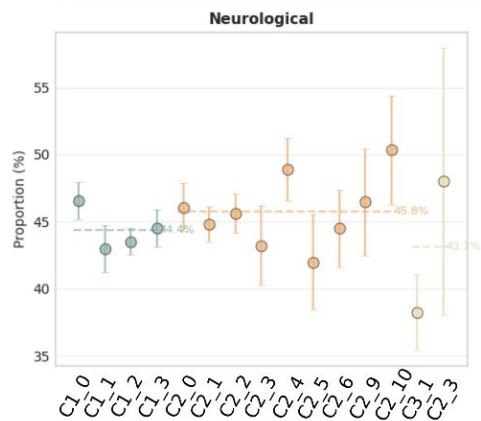 Neurological
Proportion (%)
55
50
45
40
35
44.4%
45.8%
43.1%
C1_0
C1_1
C1_2
C1_3
C2_0
C2_1
C2_2
C2_3
C2_4
C2_5
C2_6
C2_9
C2_10
C3_1
C2_3